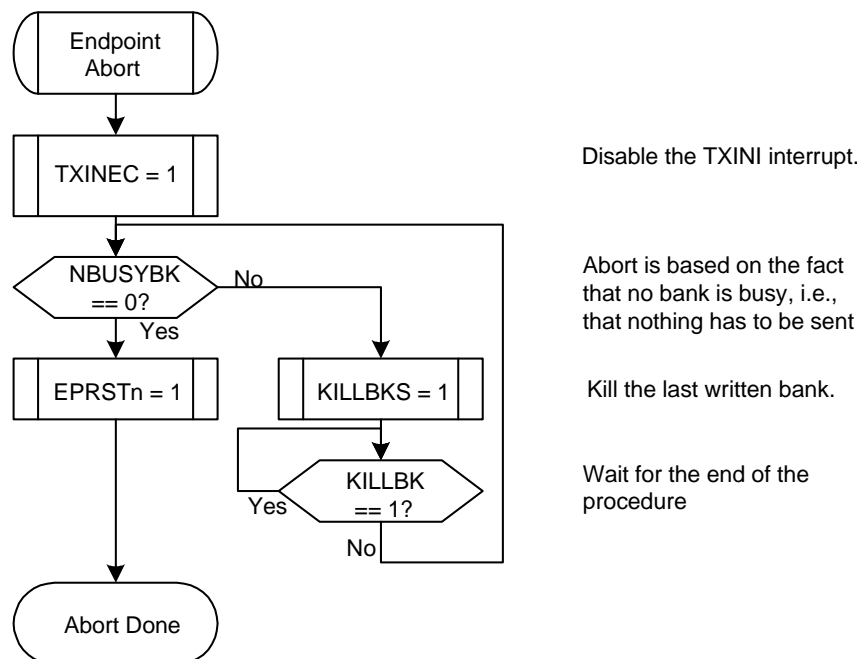 Endpoint
Abort
TXINEC = 1
Disable the TXINI interrupt.
NBUSYBK
== 0?
No
Yes
Abort is based on the fact
that no bank is busy, i.e.,
that nothing has to be sent
EPRSTn = 1
KILLBKS = 1
Kill the last written bank.
KILLBK
== 1?
Yes
No
Wait for the end of the
procedure
Abort Done